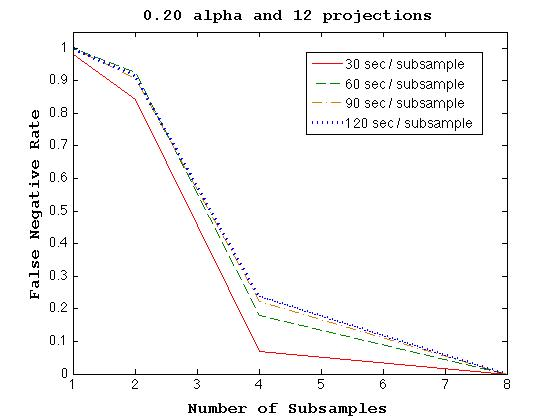 0.20 alpha and 12 projections
1
0.9
0.8
0.7
0.6
0.5
0.4
0.3
0.2
0.1
0
False Negative Rate
30 sec / subsample
60 sec / subsample
90 sec / subsample
120 sec / subsample
1 2 3 4 5 6 7 8
Number of Subsamples